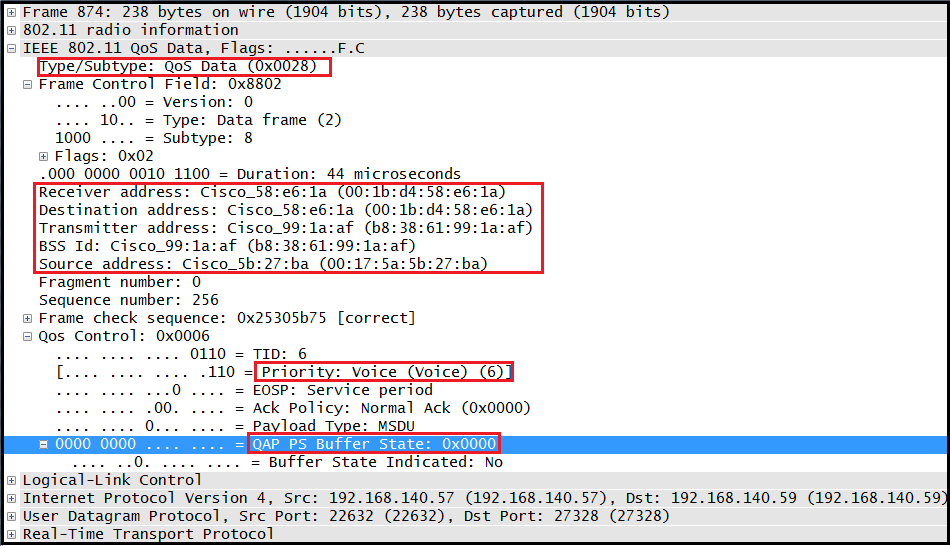 Frame 874: 238 bytes on wire (1904 bits), 238 bytes captured (1904 bits)
802.11 radio information
IEEE 802.11 QoS Data, Flags: ......F.C
Type/Subtype: QoS Data (0x0028)
Frame Control Field: 0x8802
.... ..00 = Version: 0
.... 10.. = Type: Data frame (2)
1000 .... = Subtype: 8
Flags: 0x02
.000 0000 0010 1100 = Duration: 44 microseconds
Receiver address: Cisco_58:e6:1a (00:1b:d4:58:e6:1a)
Destination address: Cisco_58:e6:1a (00:1b:d4:58:e6:1a)
Transmitter address: Cisco_99:1a:af (b8:38:61:99:1a:af)
BSS Id: Cisco_99:1a:af (b8:38:61:99:1a:af)
Source address: Cisco_5b:27:ba (00:17:5a:5b:27:ba)
Fragment number: 0
Sequence number: 256
Frame check sequence: 0x25305b75 [correct]
Qos Control: 0x0006
.... .... .... 0110 = TID: 6
[.... .... .... .110 = Priority: Voice (Voice) (6)]
.... .... ...0 .... = EOSP: Service period
.... .... .00. .... = Ack Policy: Normal Ack (0x0000)
.... .... 0... .... = Payload Type: MSDU
0000 0000 .... .... = QAP PS Buffer State: 0x0000
.... ..0. .... .... = Buffer State Indicated: No
Logical-Link Control
Internet Protocol Version 4, Src: 192.168.140.57 (192.168.140.57), Dst: 192.168.140.59 (192.168.140.59)
User Datagram Protocol, Src Port: 22632 (22632), Dst Port: 27328 (27328)
Real-Time Transport Protocol